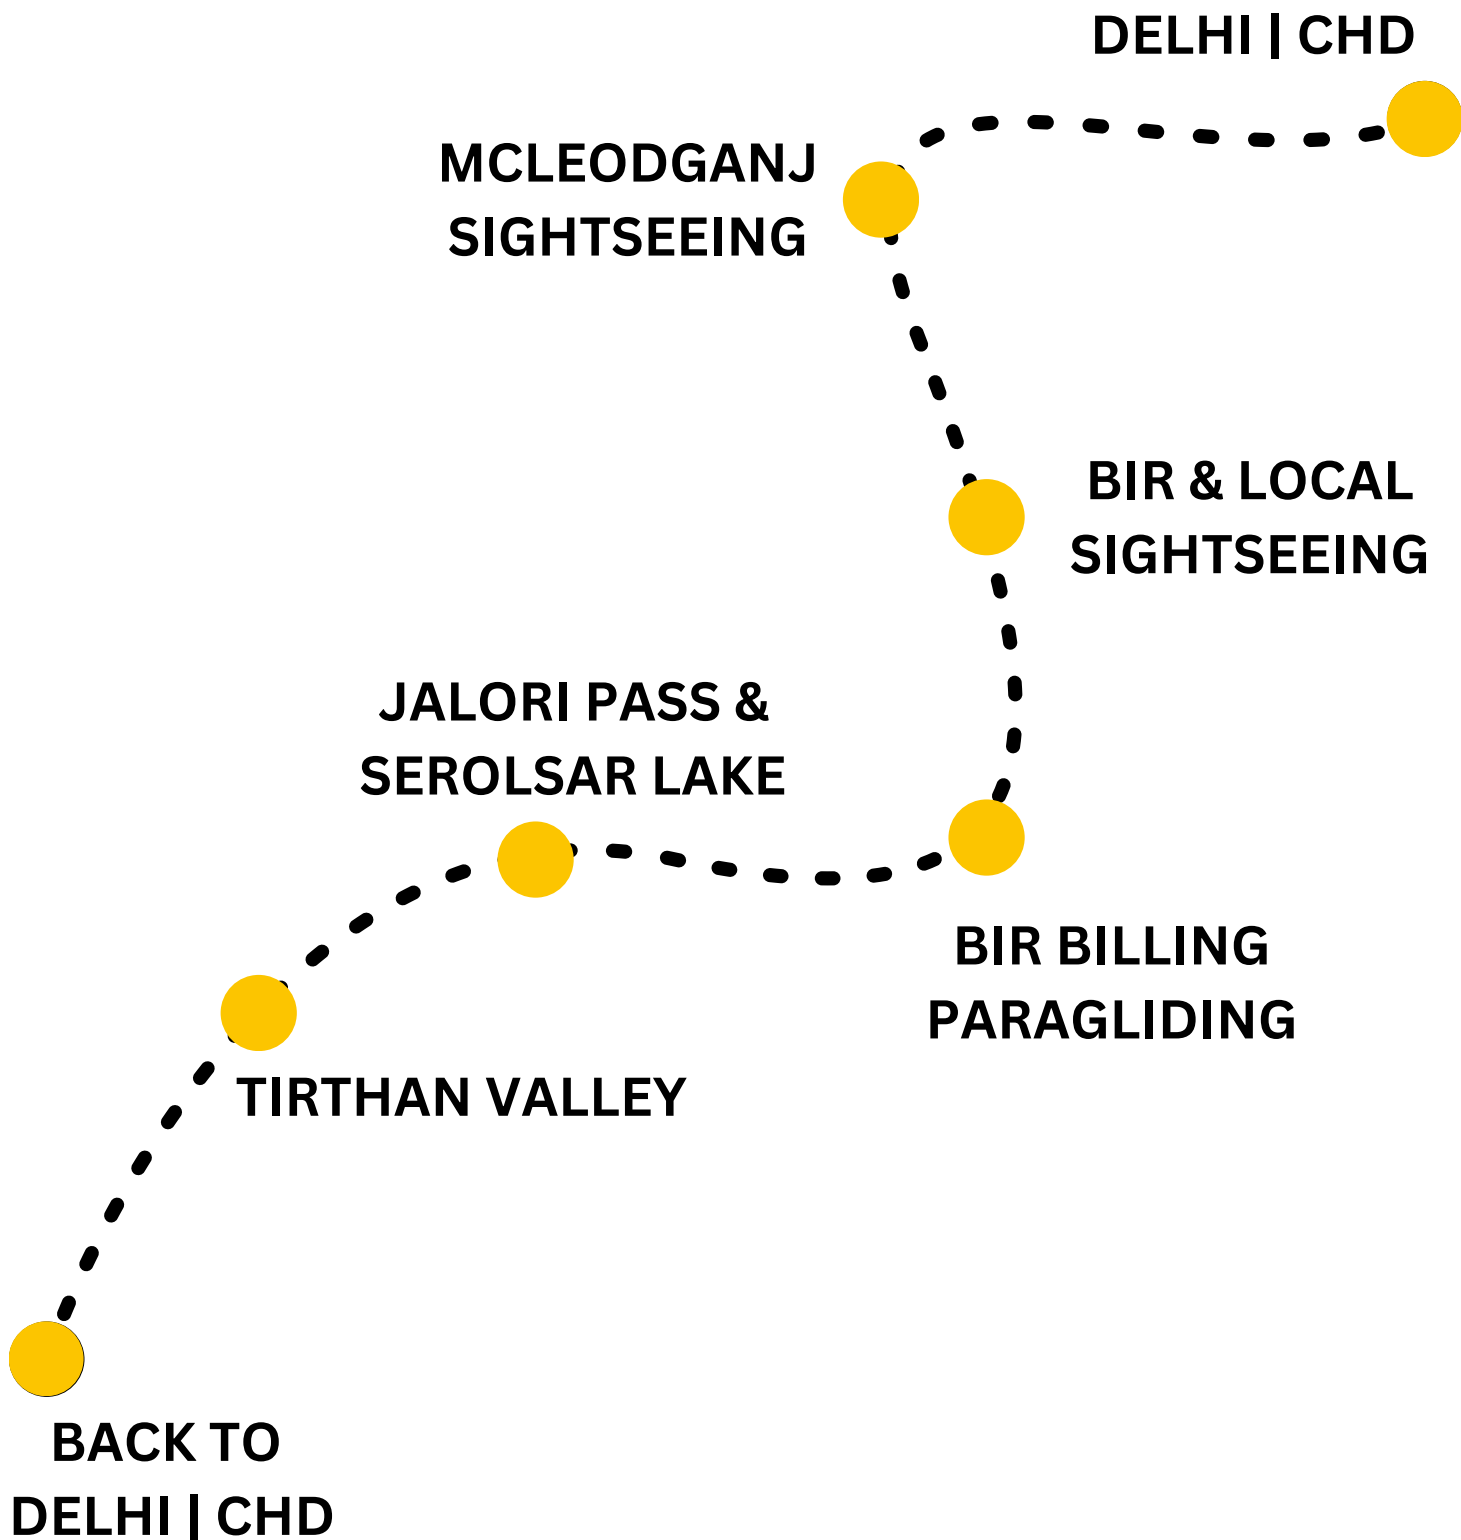 DELHI | CHD
MCLEODGANJ
SIGHTSEEING
BIR & LOCAL
SIGHTSEEING
JALORI PASS &
SEROLSAR LAKE
BIR BILLING
PARAGLIDING
TIRTHAN VALLEY
BACK TO
DELHI | CHD